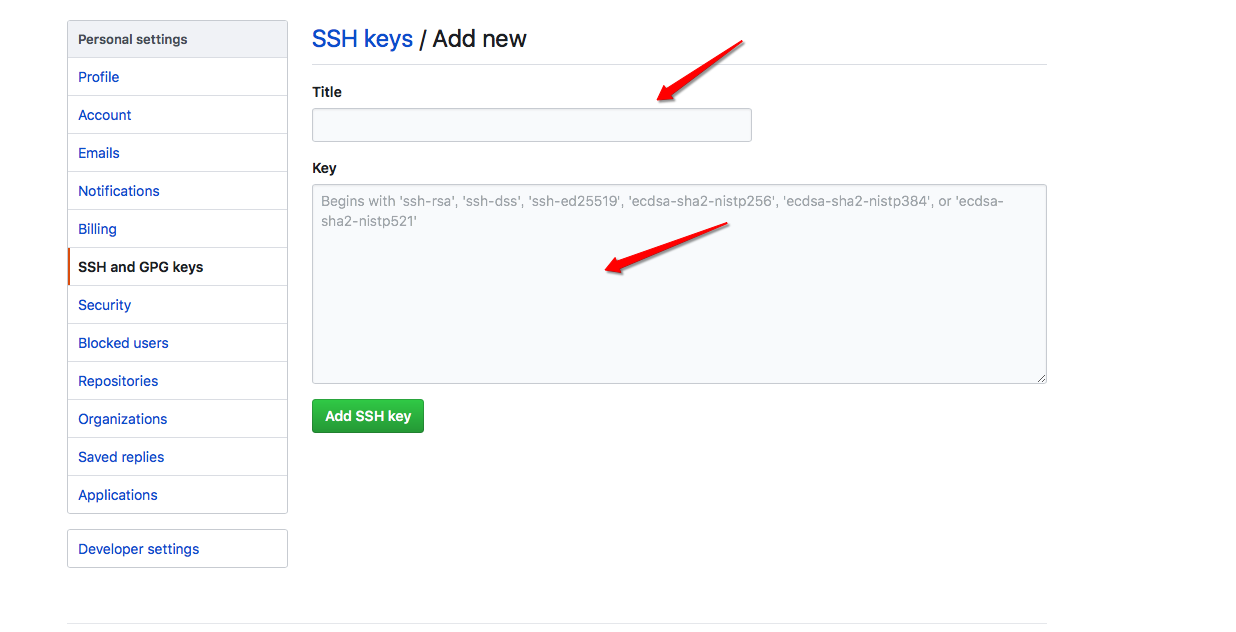 Personal settings
Profile
Account
Emails
Notifications
Billing
SSH and GPG keys
Security
Blocked users
Repositories
Organizations
Saved replies
Applications
Developer settings
SSH keys / Add new
Title
Key
Begins with 'ssh-rsa', 'ssh-dss', 'ssh-ed25519', 'ecdsa-sha2-nistp256', 'ecdsa-sha2-nistp384', or 'ecdsa-
sha2-nistp521'
Add SSH key